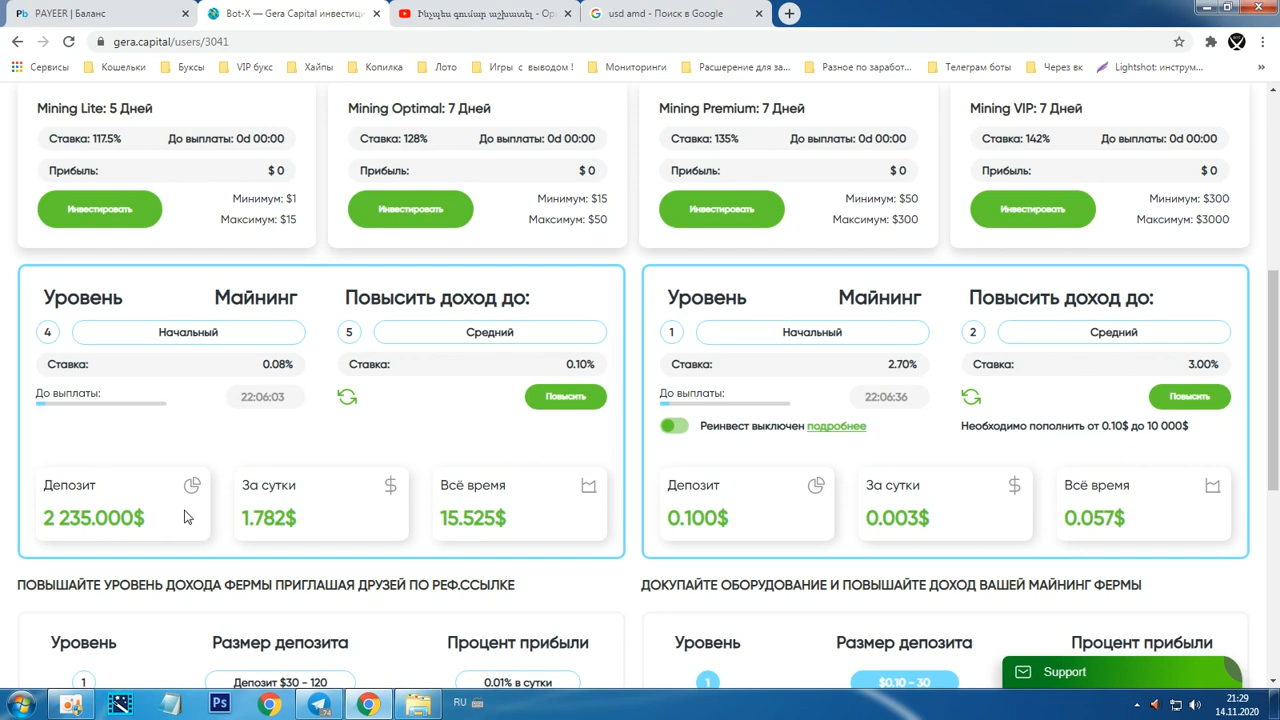 PAYEER | Баланс
Bot-X — Gera Capital инвестици
Ինչպես գումար աշխատել
usd amd - Поиск в Google
gera.capital/users/3041
Сервисы Кошельки Буксы VIP букс Хайпы Копилка Лото Игры с выводом ! Мониторинги Расшерение для за... Разное по заработ... Телеграм боты Через вк Lightshot: инструм...
Mining Lite: 5 Дней Mining Optimal: 7 Дней Mining Premium: 7 Дней Mining VIP: 7 Дней
Ставка: 117.5% До выплаты: 0d 00:00 Ставка: 128% До выплаты: 0d 00:00 Ставка: 135% До выплаты: 0d 00:00 Ставка: 142% До выплаты: 0d 00:00
Прибыль: $ 0 Прибыль: $ 0 Прибыль: $ 0 Прибыль: $ 0
Инвестировать Минимум: $1 Инвестировать Минимум: $15 Инвестировать Минимум: $50 Инвестировать Минимум: $300
Максимум: $15 Максимум: $50 Максимум: $300 Максимум: $3000
Уровень Майнинг Повысить доход до: Уровень Майнинг Повысить доход до:
4 Начальный 5 Средний 1 Начальный 2 Средний
Ставка: 0.08% Ставка: 0.10% Ставка: 2.70% Ставка: 3.00%
До выплаты: 22:06:03 Повысить До выплаты: 22:06:36 Повысить
Реинвест выключен подробнее Необходимо пополнить от 0.10$ до 10 000$
Депозит За сутки Всё время Депозит За сутки Всё время
2 235.000$ 1.782$ 15.525$ 0.100$ 0.003$ 0.057$
ПОВЫШАЙТЕ УРОВЕНЬ ДОХОДА ФЕРМЫ ПРИГЛАШАЯ ДРУЗЕЙ ПО РЕФ.ССЫЛКЕ ДОКУПАЙТЕ ОБОРУДОВАНИЕ И ПОВЫШАЙТЕ ДОХОД ВАШЕЙ МАЙНИНГ ФЕРМЫ
Уровень Размер депозита Процент прибыли Уровень Размер депозита Процент прибыли
1 Депозит $30 - 120 0.01% в сутки 1 $0.10 - 30
Support
RU
21:29
14.11.2020